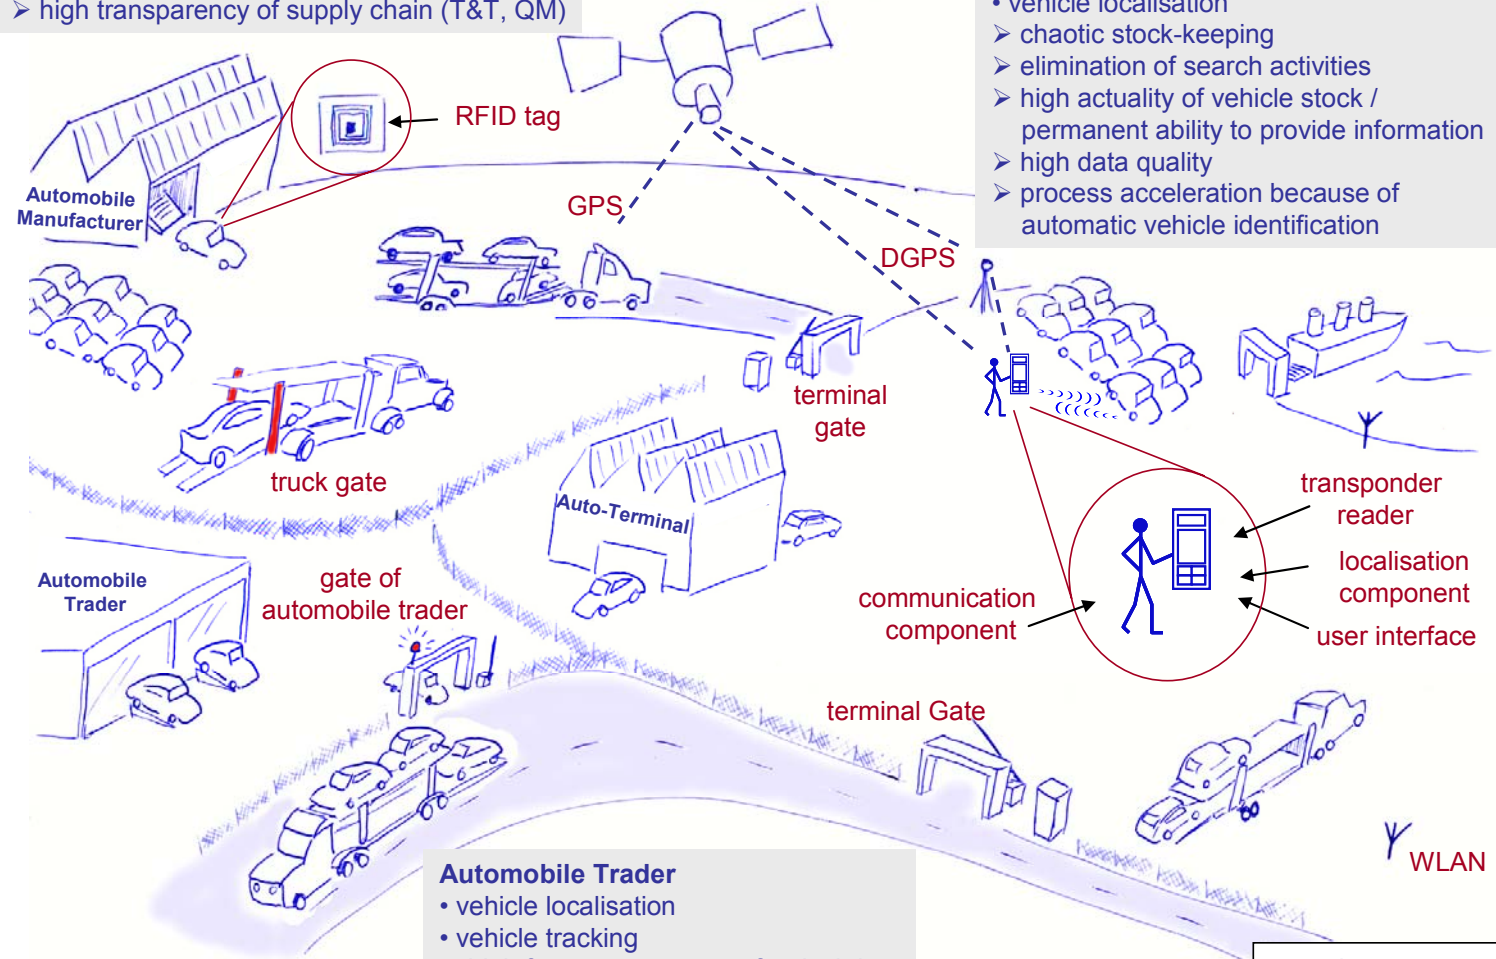 ➢ high transparency of supply chain (T&T, QM)
• vehicle localisation
➢ chaotic stock-keeping
➢ elimination of search activities
➢ high actuality of vehicle stock /
permanent ability to provide information
➢ high data quality
➢ process acceleration because of
automatic vehicle identification
RFID tag
Automobile
Manufacturer
GPS
DGPS
terminal
gate
truck gate
Auto-Terminal
transponder
reader
localisation
component
user interface
communication
component
Automobile
Trader
gate of
automobile trader
terminal Gate
WLAN
Automobile Trader
• vehicle localisation
• vehicle tracking